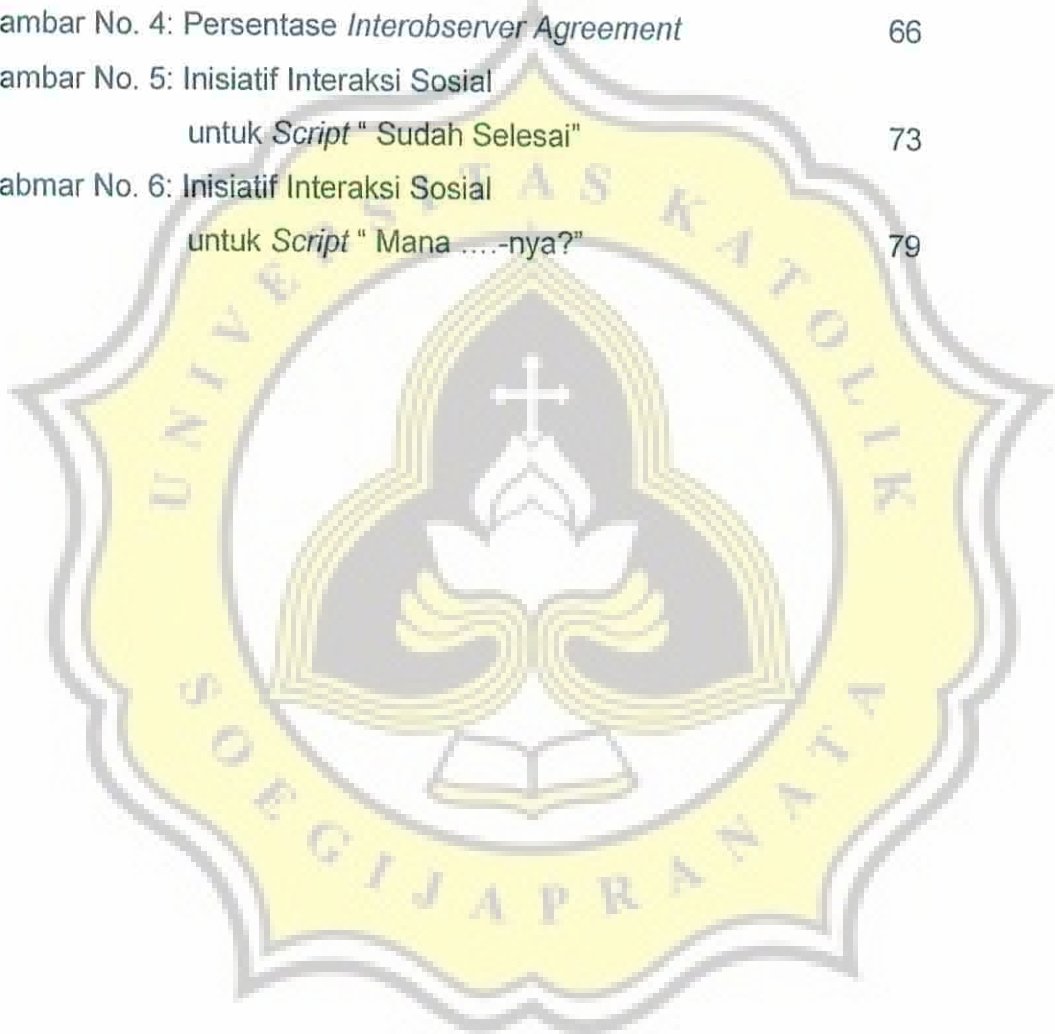 ambar No. 4: Persentase Interobserver Agreement 66
ambar No. 5: Inisiatif Interaksi Sosial
untuk Script “ Sudah Selesai” 73
abmar No. 6: Inisiatif Interaksi Sosial
untuk Script “ Mana ....-nya?” 79
UNIVERSITAS KATOLIK
SOEGIJAPRANATA